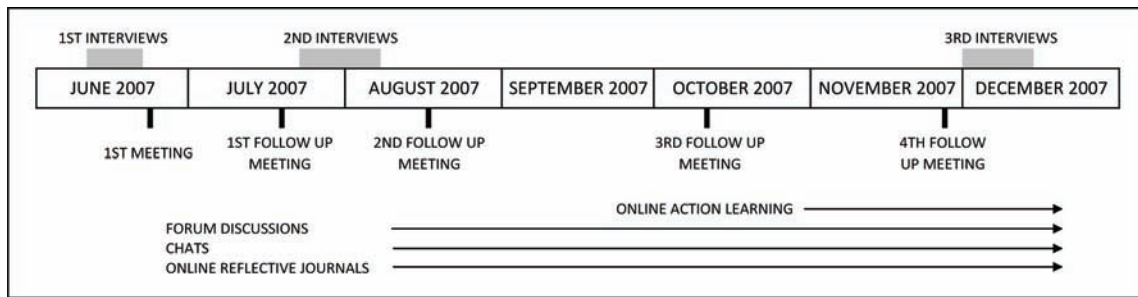 1ST INTERVIEWS
2ND INTERVIEWS
3RD INTERVIEWS
JUNE 2007
JULY 2007
AUGUST 2007
SEPTEMBER 2007
OCTOBER 2007
NOVEMBER 2007
DECEMBER 2007
1ST MEETING
1ST FOLLOW UP
MEETING
2ND FOLLOW UP
MEETING
3RD FOLLOW UP
MEETING
4TH FOLLOW
UP MEETING
ONLINE ACTION LEARNING
FORUM DISCUSSIONS
CHATS
ONLINE REFLECTIVE JOURNALS